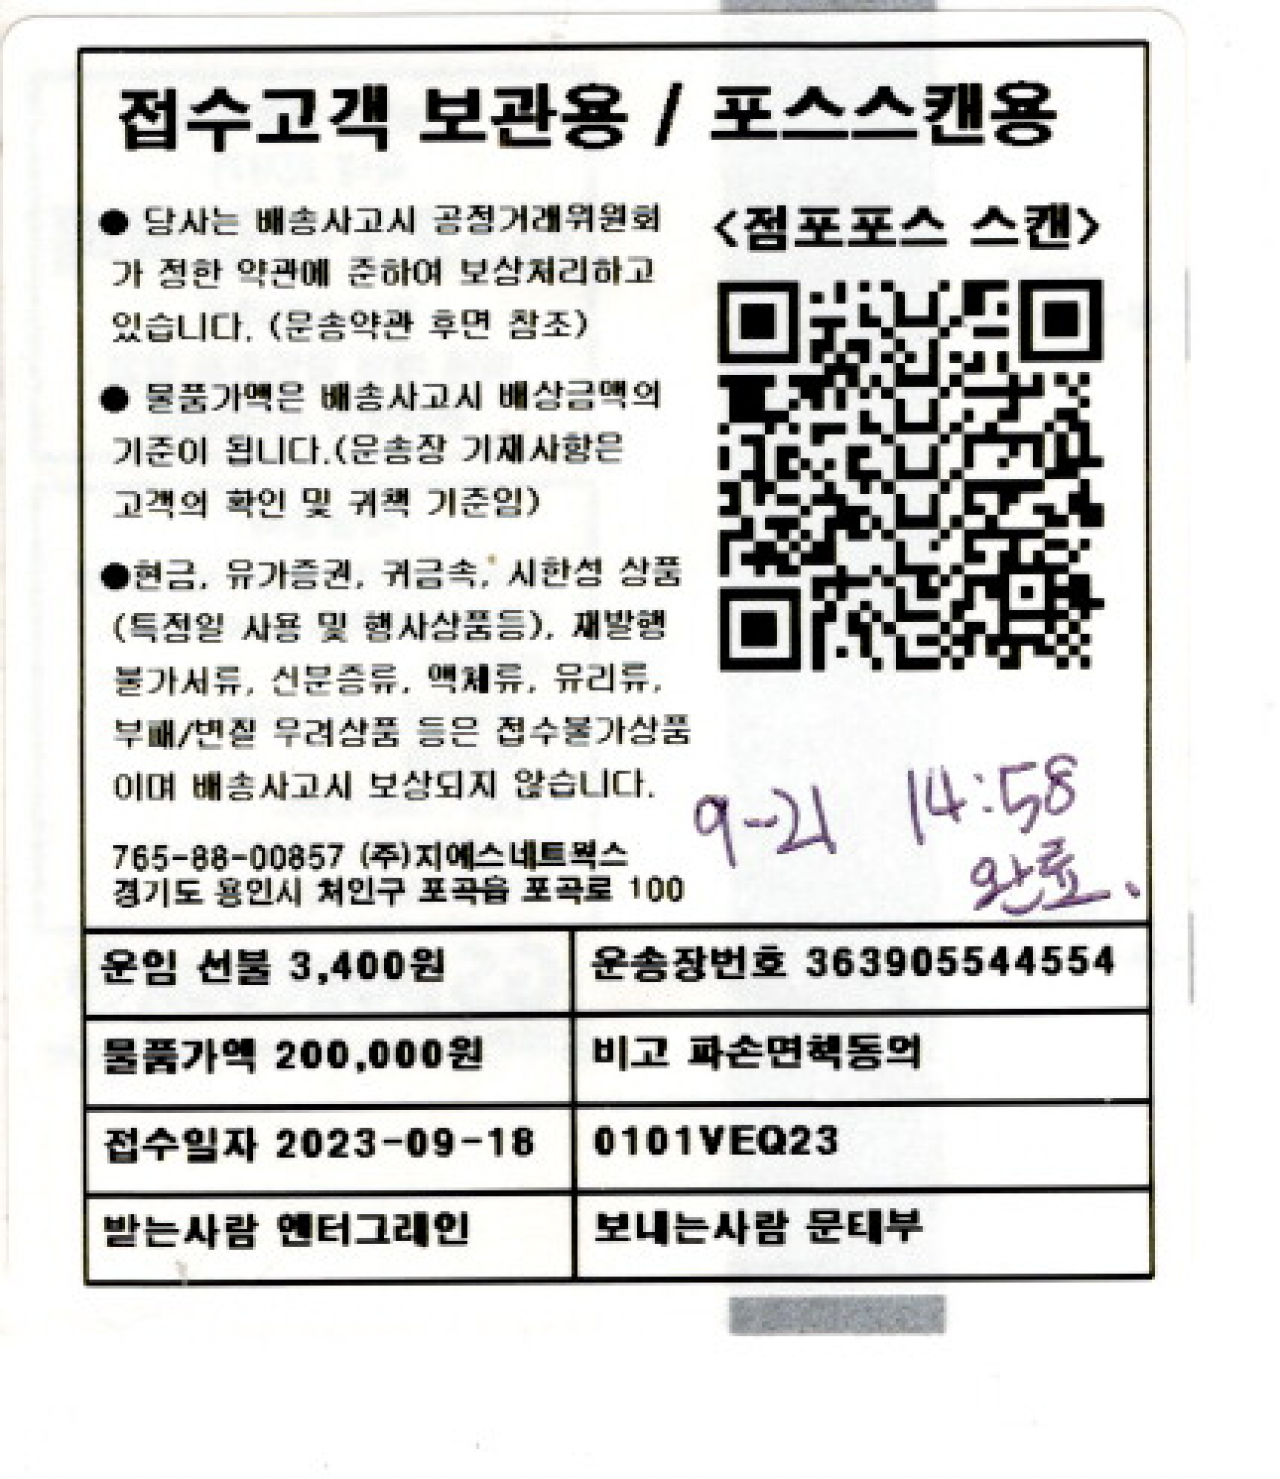 접수고객 보관용 / 포스스캔용
● 당사는 배송사고시 공정거래위원회
가 정한 약관에 준하여 보상처리하고
있습니다. (운송약관 후면 참조)
● 물품가액은 배송사고시 배상금액의
기준이 됩니다.(운송장 기재사항은
고객의 확인 및 귀책 기준임)
●현금, 유가증권, 귀금속, 시한성 상품
(특정일 사용 및 행사상품등), 재발행
불가서류, 신분증류, 액체류, 유리류,
부패/변질 우려상품 등은 접수불가상품
이며 배송사고시 보상되지 않습니다.
765-88-00857 (주)지에스네트웍스
경기도 용인시 처인구 포곡읍 포곡로 100
<점포포스 스캔>
9-21 14:58
완료.
운임 선불 3,400원 운송장번호 363905544554
물품가액 200,000원 비고 파손면책동의
접수일자 2023-09-18 0101VEQ23
받는사람 엔터그레인 보내는사람 문태부